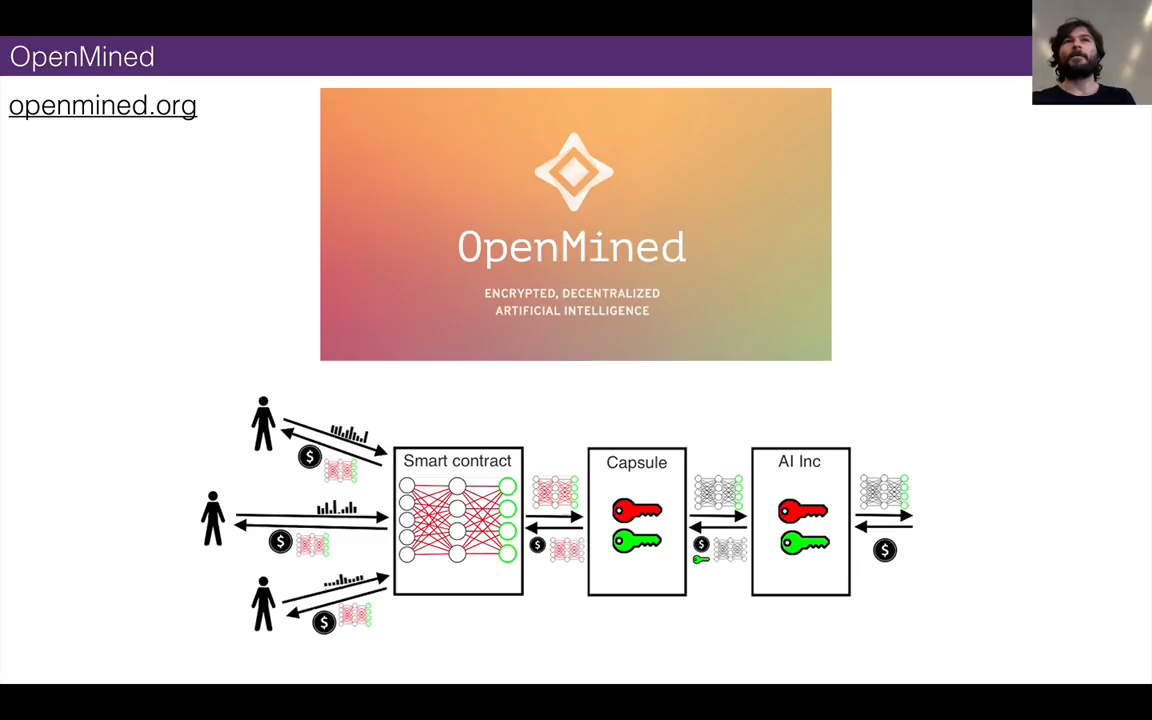 OpenMined
openmined.org
OpenMined
ENCRYPTED, DECENTRALIZED
ARTIFICIAL INTELLIGENCE
Smart contract
Capsule
AI Inc
$
$
$
$
$
$